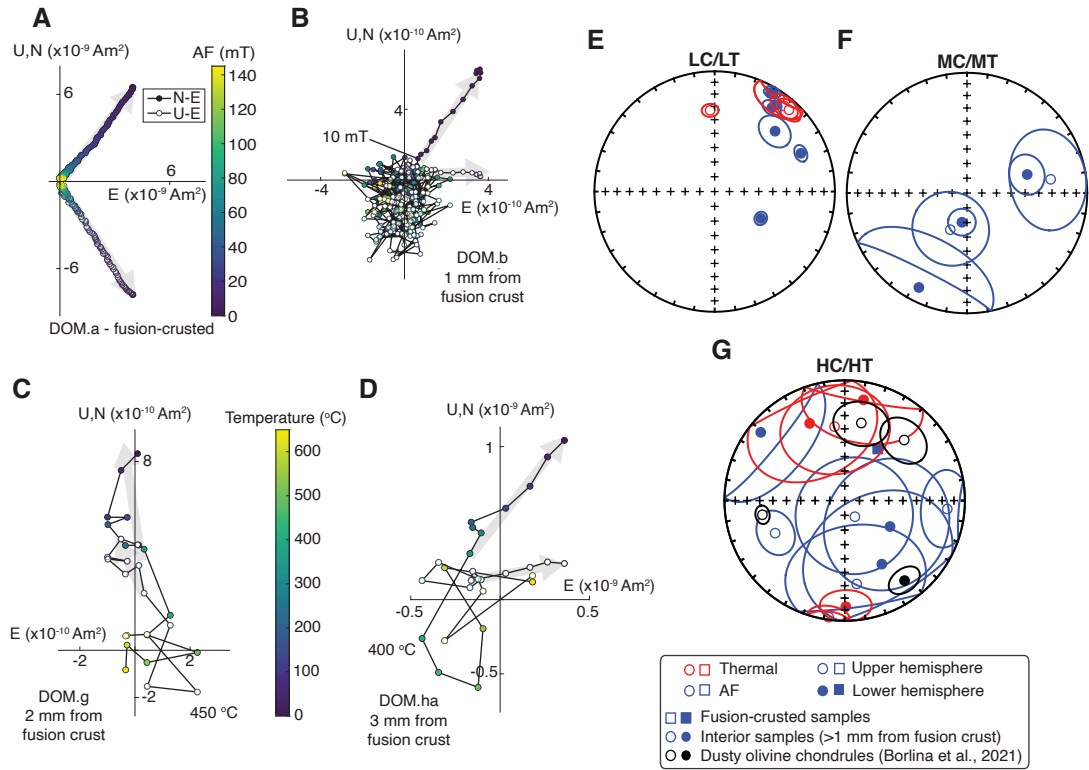 A
U,N (x10⁻⁹ Am²)
AF (mT)
6
N-E
U-E
6
E (x10⁻⁹ Am²)
-6
140
120
100
80
60
40
20
0
DOM.a - fusion-crusted
B
U,N (x10⁻¹⁰ Am²)
4
10 mT
-4
4
E (x10⁻¹⁰ Am²)
DOM.b
1 mm from
fusion crust
C
U,N (x10⁻¹⁰ Am²)
8
E (x10⁻¹⁰ Am²)
-2
2
-2
450 °C
DOM.g
2 mm from
fusion crust
Temperature (°C)
600
500
400
300
200
100
0
D
U,N (x10⁻⁹ Am²)
1
E (x10⁻⁹ Am²)
-0.5
0.5
400 °C
-0.5
DOM.ha
3 mm from
fusion crust
E
LC/LT
F
MC/MT
G
HC/HT
Thermal
Upper hemisphere
AF
Lower hemisphere
Fusion-crusted samples
Interior samples (>1 mm from fusion crust)
Dusty olivine chondrules (Borlina et al., 2021)